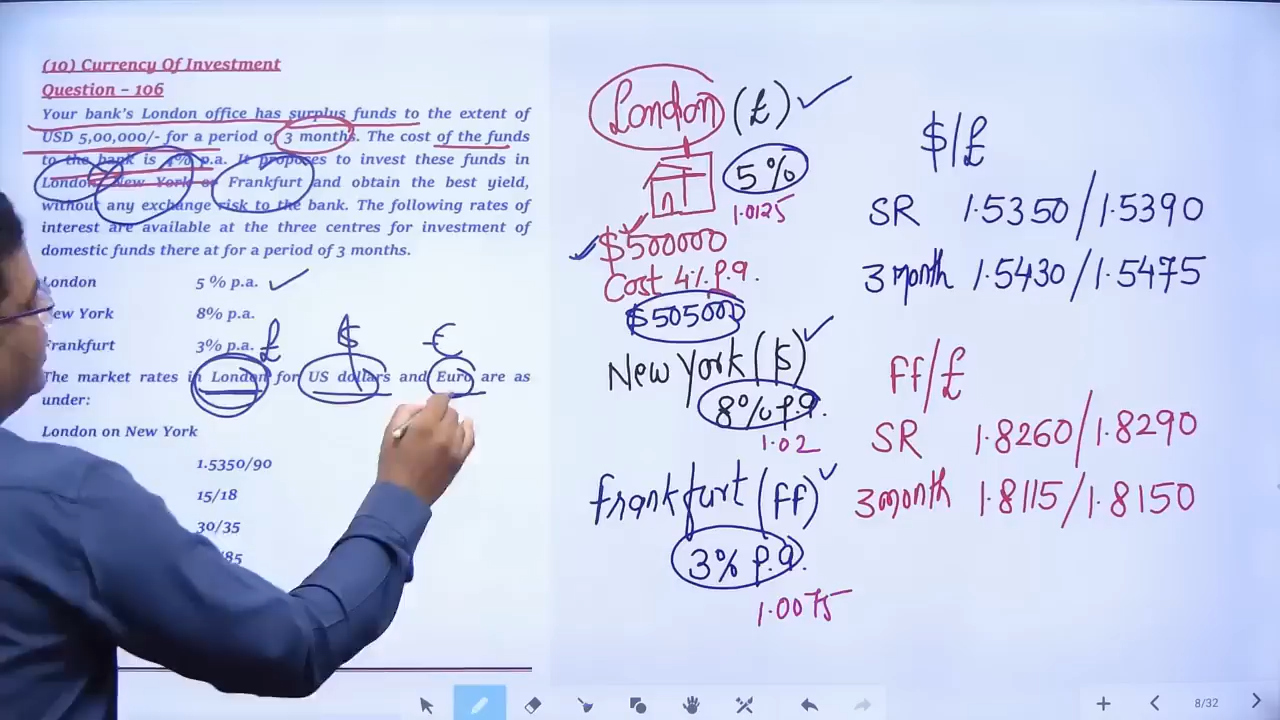 (10) Currency Of Investment
Question – 106
Your bank's London office has surplus funds to the extent of
USD 5,00,000/- for a period of 3 months. The cost of the funds
to the bank is 4% p.a. It proposes to invest these funds in
London, New York or Frankfurt and obtain the best yield,
without any exchange risk to the bank. The following rates of
interest are available at the three centres for investment of
domestic funds there at for a period of 3 months.
London 5 % p.a.
ew York 8% p.a.
rankfurt 3% p.a.
£ $ €
The market rates in London for US dollars and Euro are as
under:
London on New York
1.5350/90
15/18
30/35
/85
London (£)
5%
1.0125
$500000
Cost 4% p.a.
$505000
New York ($)
8% p.a.
1.02
frankfurt (FF)
3% p.a.
1.0075
$/£
SR 1.5350/1.5390
3 month 1.5430/1.5475
FF/£
SR 1.8260/1.8290
3 month 1.8115/1.8150
8/32